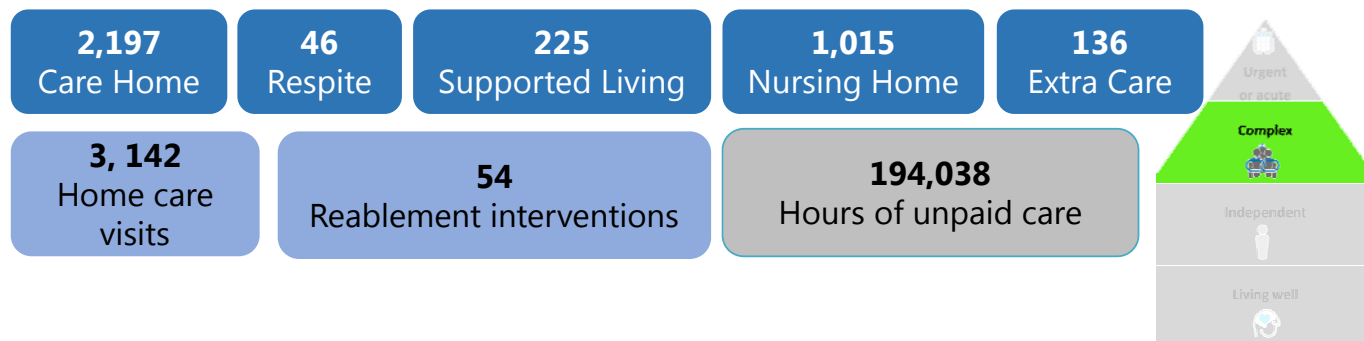 2,197
Care Home
46
Respite
225
Supported Living
1,015
Nursing Home
136
Extra Care
3, 142
Home care
visits
54
Reablement interventions
194,038
Hours of unpaid care
Urgent
or acute
Complex
Independent
Living well